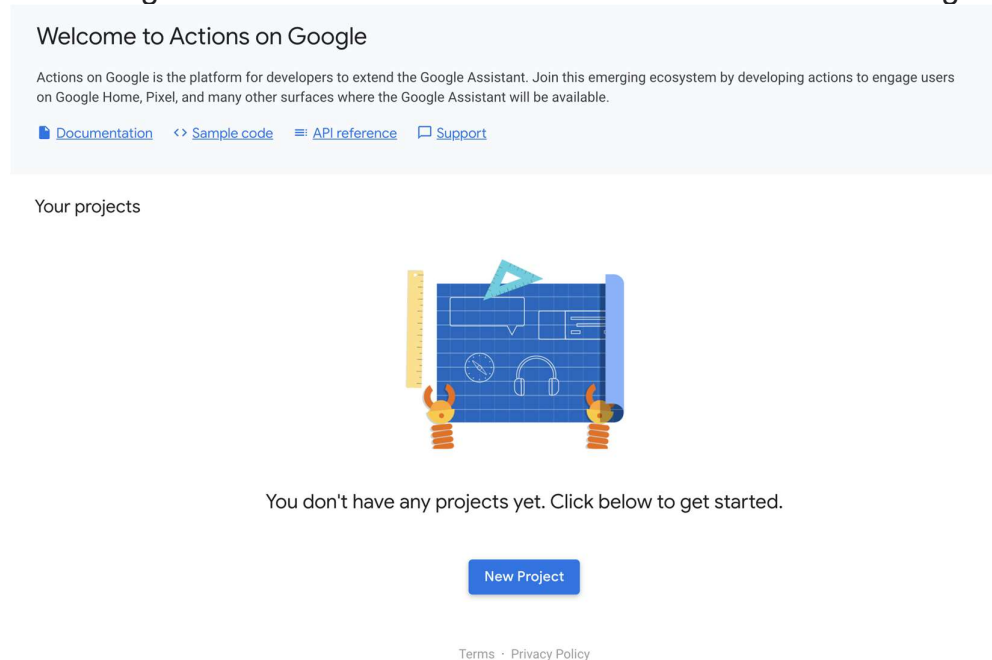 Welcome to Actions on Google
Actions on Google is the platform for developers to extend the Google Assistant. Join this emerging ecosystem by developing actions to engage users
on Google Home, Pixel, and many other surfaces where the Google Assistant will be available.
Documentation <> Sample code API reference Support
Your projects
You don't have any projects yet. Click below to get started.
New Project
Terms · Privacy Policy